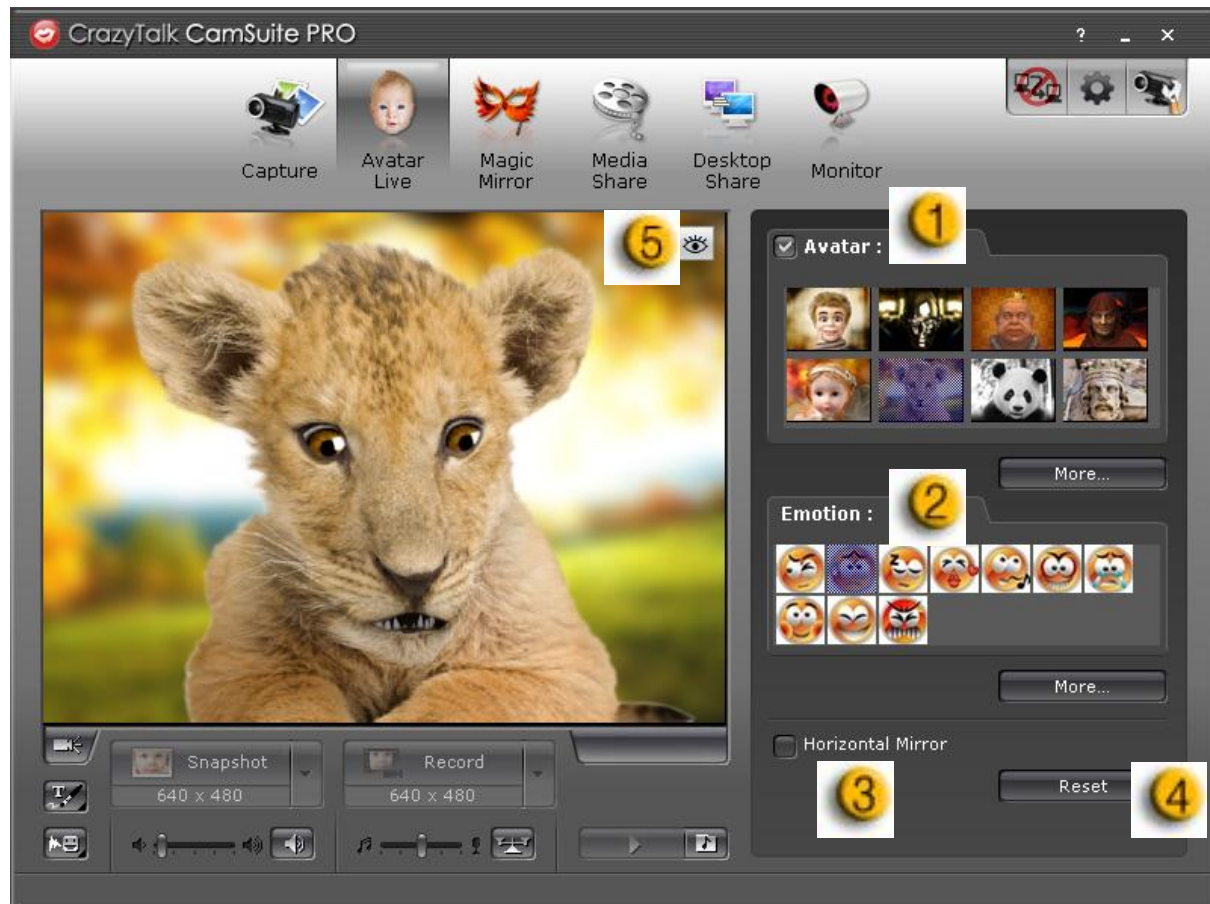 CrazyTalk CamSuite PRO
? _ ×
Capture
Avatar Live
Magic Mirror
Media Share
Desktop Share
Monitor
1
5
Avatar :
More...
2
Emotion :
More...
Horizontal Mirror
Snapshot
Record
Reset
640 x 480
640 x 480
3
4